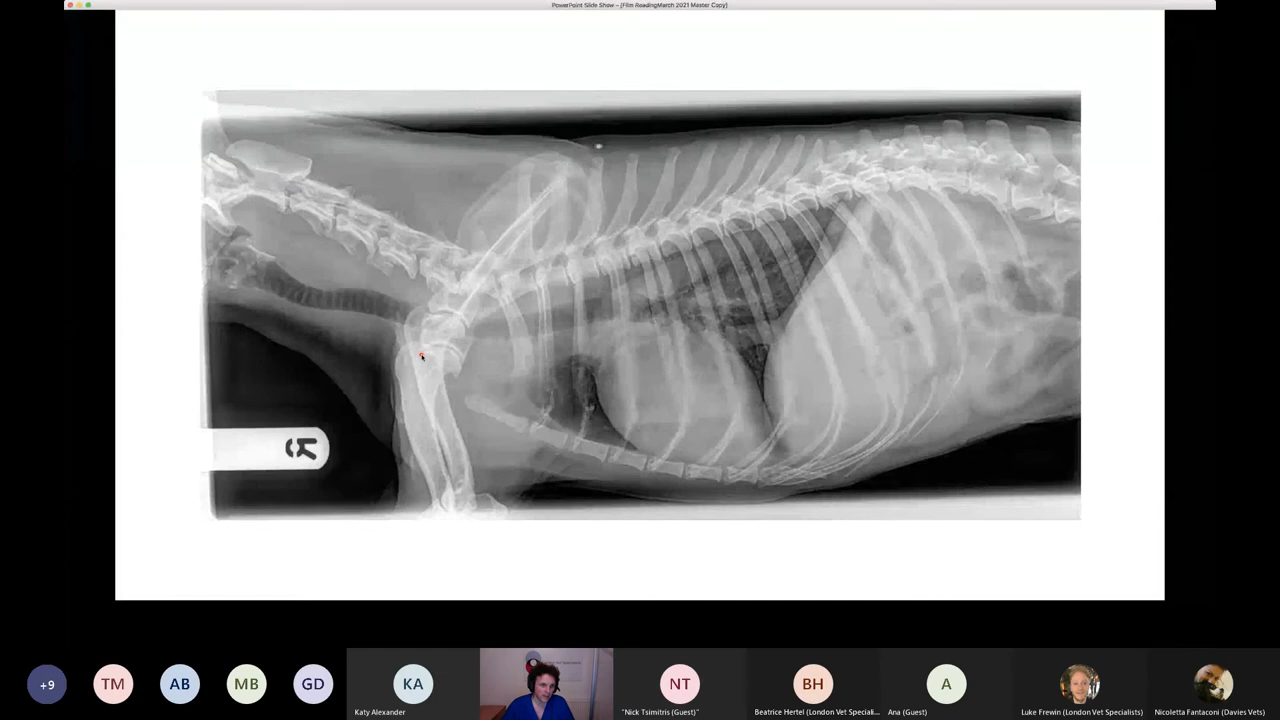 PowerPoint Slide Show - [Film ReadingMarch 2021 Master Copy]
R
+9
TM
AB
MB
GD
KA
Katy Alexander
NT
"Nick Tsimitris (Guest)"
BH
Beatrice Hertel (London Vet Speciali...
A
Ana (Guest)
Luke Frewin (London Vet Specialists)
Nicoletta Fantaconi (Davies Vets)